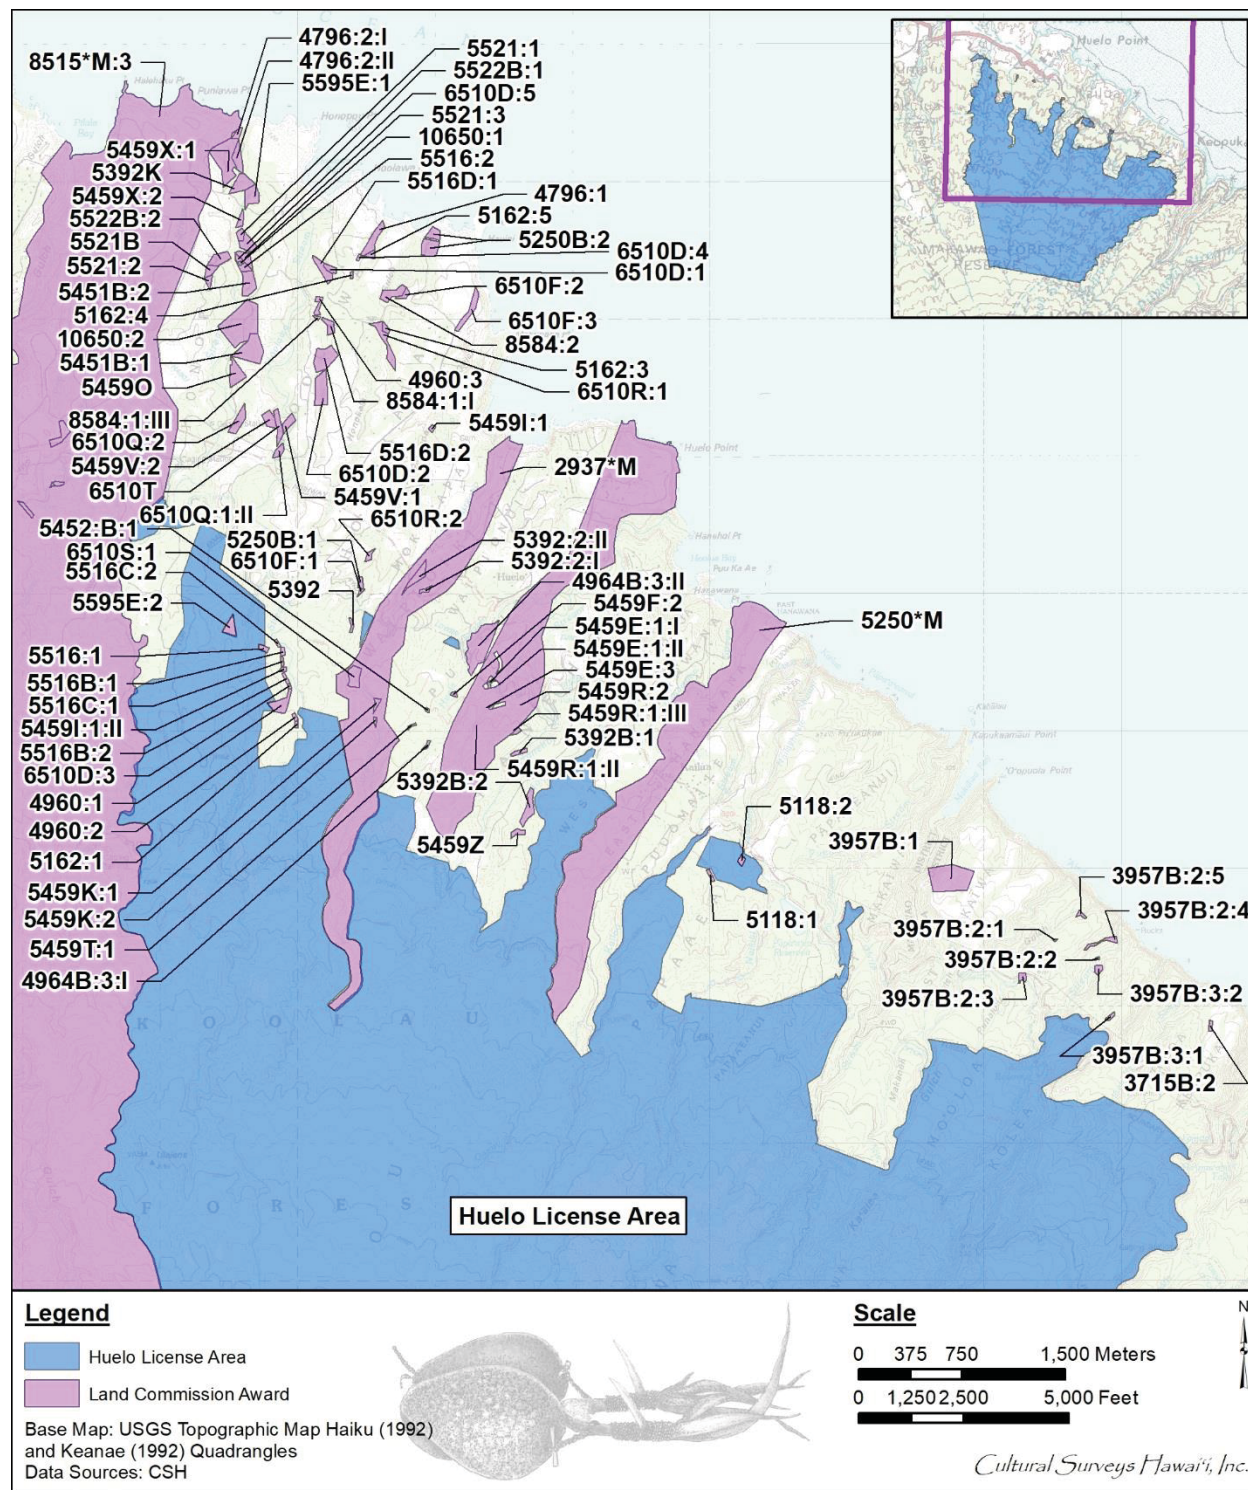 4796:2:I
4796:2:II
5595E:1
8515*M:3
5521:1
5522B:1
6510D:5
5521:3
10650:1
5516:2
5516D:1
4796:1
5162:5
5250B:2
6510D:4
6510D:1
5459X:1
5392K
5459X:2
5522B:2
5521B
5521:2
5451B:2
5162:4
10650:2
5451B:1
5459O
8584:1:III
6510Q:2
5459V:2
6510T
6510Q:1:II
6510F:2
6510F:3
8584:2
5162:3
6510R:1
4960:3
8584:1:I
5459I:1
5516D:2
2937*M
6510D:2
5459V:1
6510R:2
5452:B:1
6510S:1
5516C:2
5595E:2
5250B:1
6510F:1
5392
5392:2:II
5392:2:I
4964B:3:II
5459F:2
5459E:1:I
5459E:1:II
5459E:3
5459R:2
5459R:1:III
5392B:1
5459R:1:II
5392B:2
5459Z
5250*M
5516:1
5516B:1
5516C:1
5459I:1:II
5516B:2
6510D:3
4960:1
4960:2
5162:1
5459K:1
5459K:2
5459T:1
4964B:3:I
5118:2
5118:1
3957B:1
3957B:2:5
3957B:2:4
3957B:2:1
3957B:2:2
3957B:2:3
3957B:3:2
3957B:3:1
3715B:2
Huelo Point
Huelo Point
Huelo
Kailua
Kailua
MAKAWAO FOREST
RESERVE
K O O L A U
F O R E S
Huelo License Area
Legend
Huelo License Area
Land Commission Award
Base Map: USGS Topographic Map Haiku (1992)
and Keanae (1992) Quadrangles
Data Sources: CSH
Scale
0 375 750 1,500 Meters
0 1,250 2,500 5,000 Feet
N
Cultural Surveys Hawai'i, Inc.